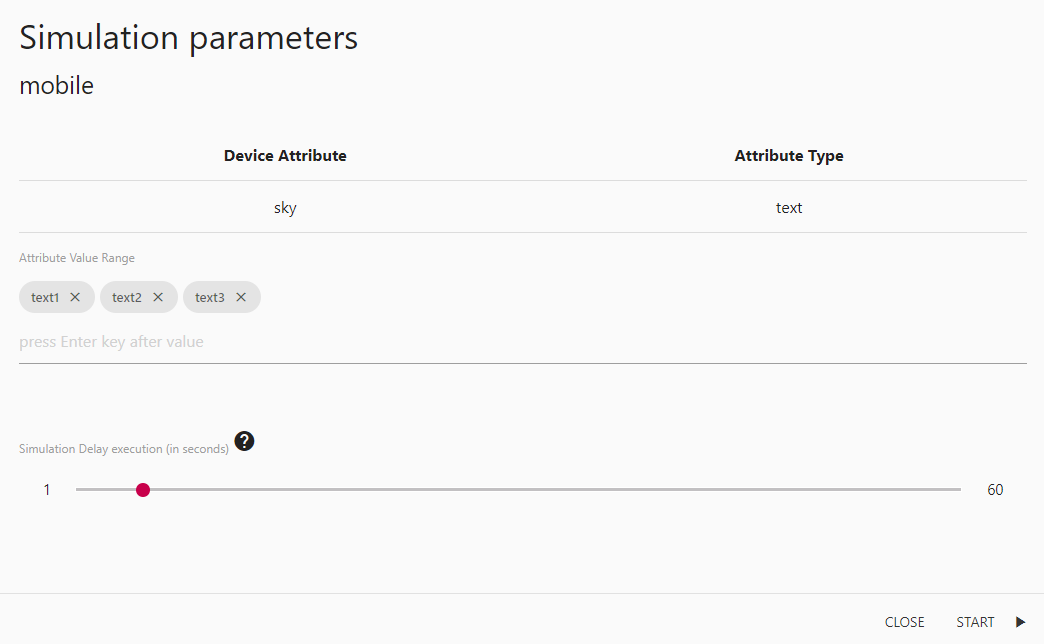 Simulation parameters
mobile
Device Attribute Attribute Type
sky text
Attribute Value Range
text1 text2 text3
press Enter key after value
Simulation Delay execution (in seconds) ?
1 60
CLOSE START